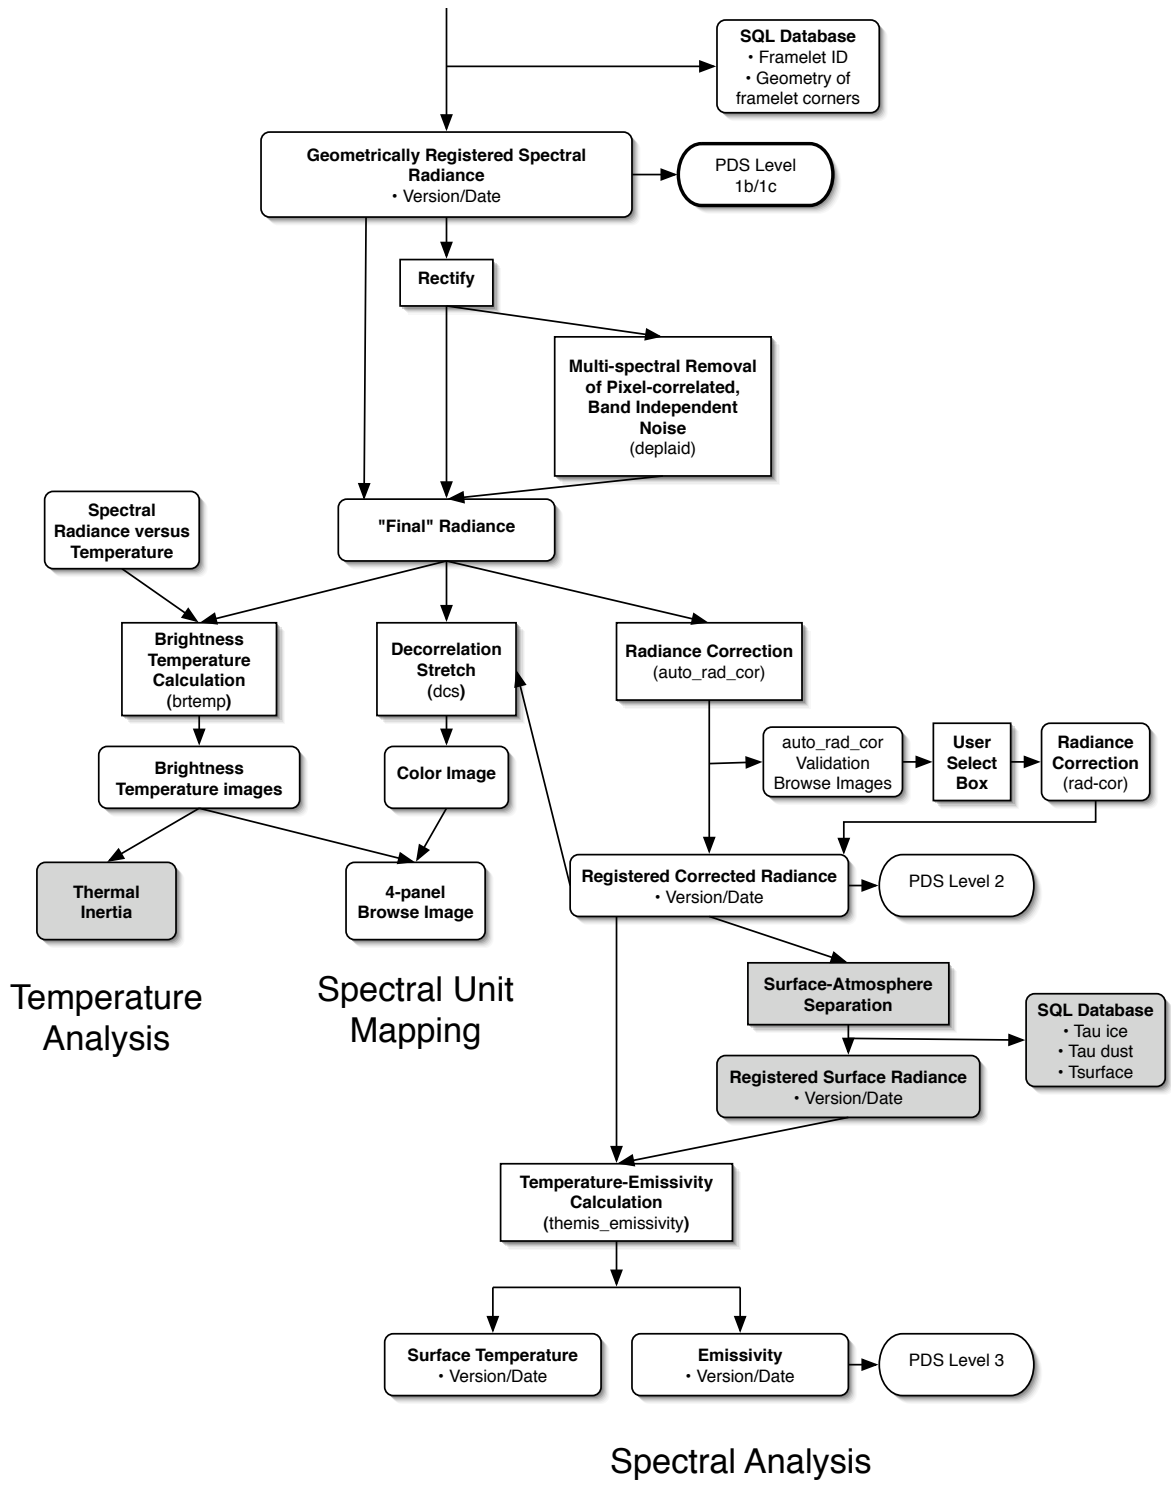 SQL Database
• Framelet ID
• Geometry of
framelet corners
Geometrically Registered Spectral
Radiance
• Version/Date
PDS Level
1b/1c
Rectify
Multi-spectral Removal
of Pixel-correlated,
Band Independent
Noise
(deplaid)
Spectral
Radiance versus
Temperature
"Final" Radiance
Brightness
Temperature
Calculation
(brtemp)
Decorrelation
Stretch
(dcs)
Radiance Correction
(auto_rad_cor)
auto_rad_cor
Validation
Browse Images
User
Select
Box
Radiance
Correction
(rad-cor)
Brightness
Temperature images
Color Image
Thermal
Inertia
4-panel
Browse Image
Registered Corrected Radiance
• Version/Date
PDS Level 2
Temperature
Analysis
Spectral Unit
Mapping
Surface-Atmosphere
Separation
SQL Database
• Tau ice
• Tau dust
• Tsurface
Registered Surface Radiance
• Version/Date
Temperature-Emissivity
Calculation
(themis_emissivity)
Surface Temperature
• Version/Date
Emissivity
• Version/Date
PDS Level 3
Spectral Analysis